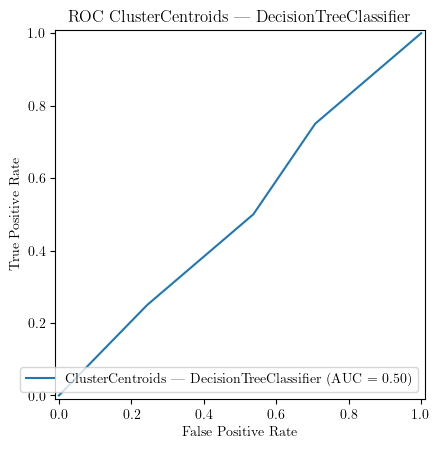 ROC ClusterCentroids — DecisionTreeClassifier
True Positive Rate
1.0
0.8
0.6
0.4
0.2
0.0
ClusterCentroids — DecisionTreeClassifier (AUC = 0.50)
0.0 0.2 0.4 0.6 0.8 1.0
False Positive Rate